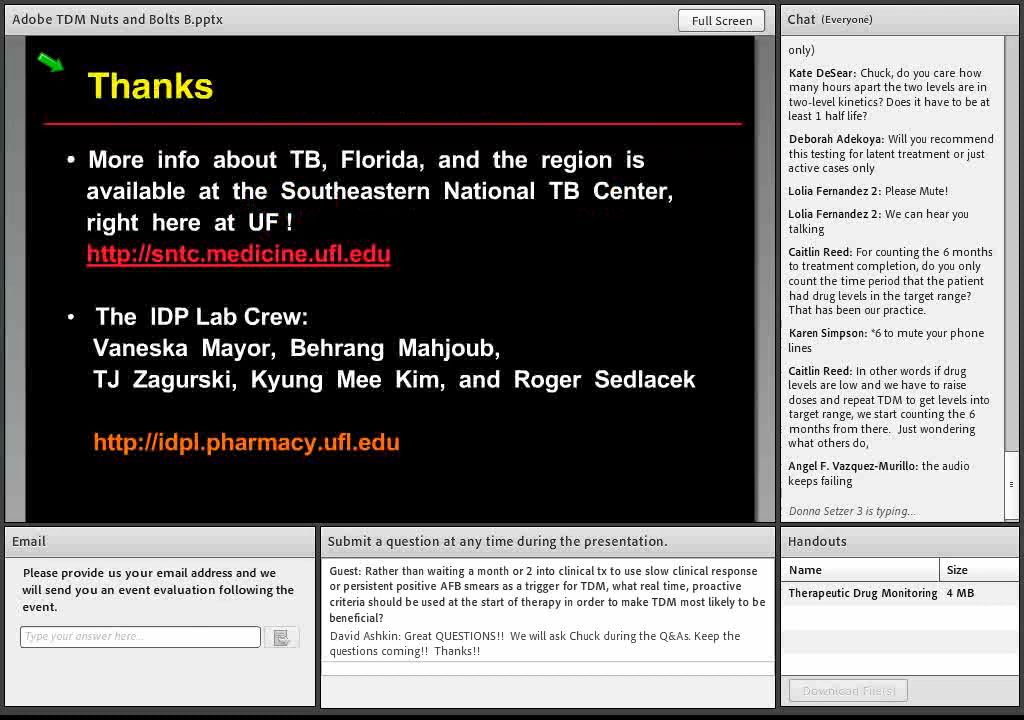 Adobe TDM Nuts and Bolts B.pptx
Full Screen
Thanks
• More info about TB, Florida, and the region is
available at the Southeastern National TB Center,
right here at UF !
http://sntc.medicine.ufl.edu
• The IDP Lab Crew:
Vaneska Mayor, Behrang Mahjoub,
TJ Zagurski, Kyung Mee Kim, and Roger Sedlacek
http://idpl.pharmacy.ufl.edu
Chat (Everyone)
only)
Kate DeSear: Chuck, do you care how
many hours apart the two levels are in
two-level kinetics? Does it have to be at
least 1 half life?
Deborah Adekoya: Will you recommend
this testing for latent treatment or just
active cases only
Lolia Fernandez 2: Please Mute!
Lolia Fernandez 2: We can hear you
talking
Caitlin Reed: For counting the 6 months
to treatment completion, do you only
count the time period that the patient
had drug levels in the target range?
That has been our practice.
Karen Simpson: *6 to mute your phone
lines
Caitlin Reed: In other words if drug
levels are low and we have to raise
doses and repeat TDM to get levels into
target range, we start counting the 6
months from there. Just wondering
what others do,
Angel F. Vazquez-Murillo: the audio
keeps failing
Donna Setzer 3 is typing...
Email
Please provide us your email address and we
will send you an event evaluation following the
event.
Type your answer here...
Submit a question at any time during the presentation.
Guest: Rather than waiting a month or 2 into clinical tx to use slow clinical response
or persistent positive AFB smears as a trigger for TDM, what real time, proactive
criteria should be used at the start of therapy in order to make TDM most likely to be
beneficial?
David Ashkin: Great QUESTIONS!! We will ask Chuck during the Q&As. Keep the
questions coming!! Thanks!!
Handouts
Name Size
Therapeutic Drug Monitoring 4 MB
Download File(s)